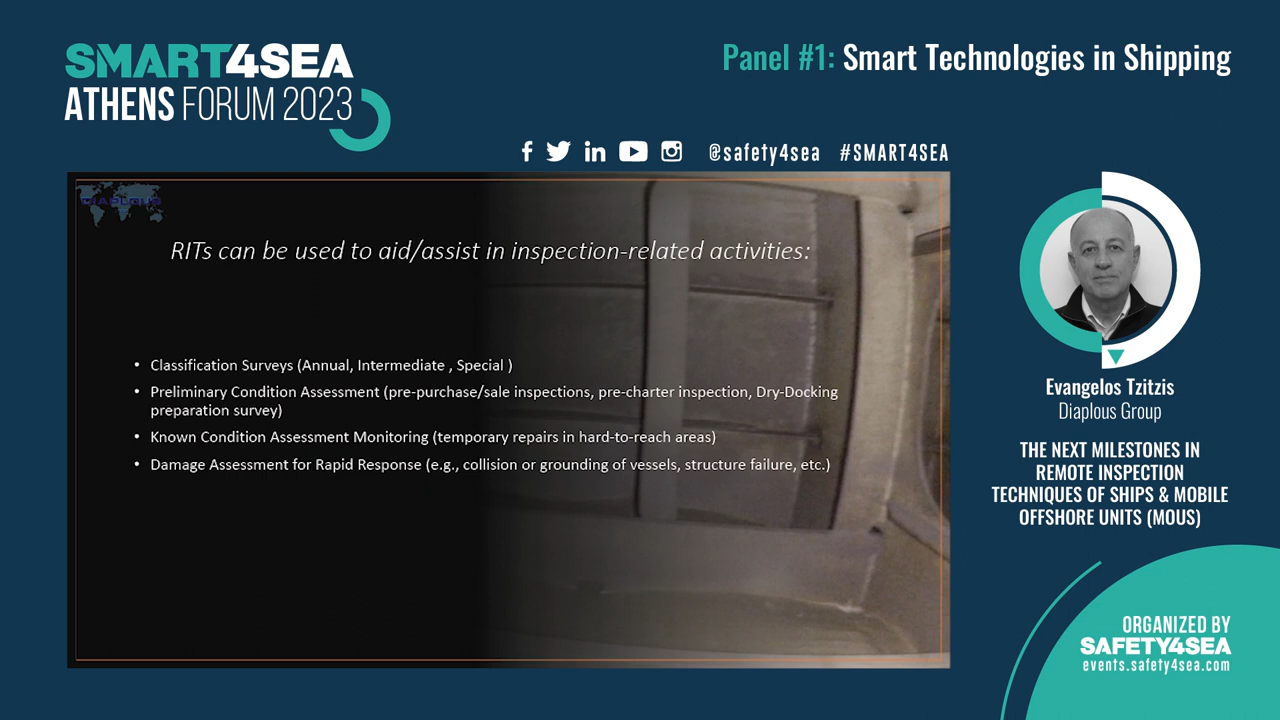 SMART4SEA
ATHENS FORUM 2023
Panel #1: Smart Technologies in Shipping
@safety4sea #SMART4SEA
DIAPLOUS
RITs can be used to aid/assist in inspection-related activities:
• Classification Surveys (Annual, Intermediate , Special )
• Preliminary Condition Assessment (pre-purchase/sale inspections, pre-charter inspection, Dry-Docking
preparation survey)
• Known Condition Assessment Monitoring (temporary repairs in hard-to-reach areas)
• Damage Assessment for Rapid Response (e.g., collision or grounding of vessels, structure failure, etc.)
Evangelos Tzitzis
Diaplous Group
THE NEXT MILESTONES IN
REMOTE INSPECTION
TECHNIQUES OF SHIPS & MOBILE
OFFSHORE UNITS (MOUS)
ORGANIZED BY
SAFETY4SEA
events.safety4sea.com